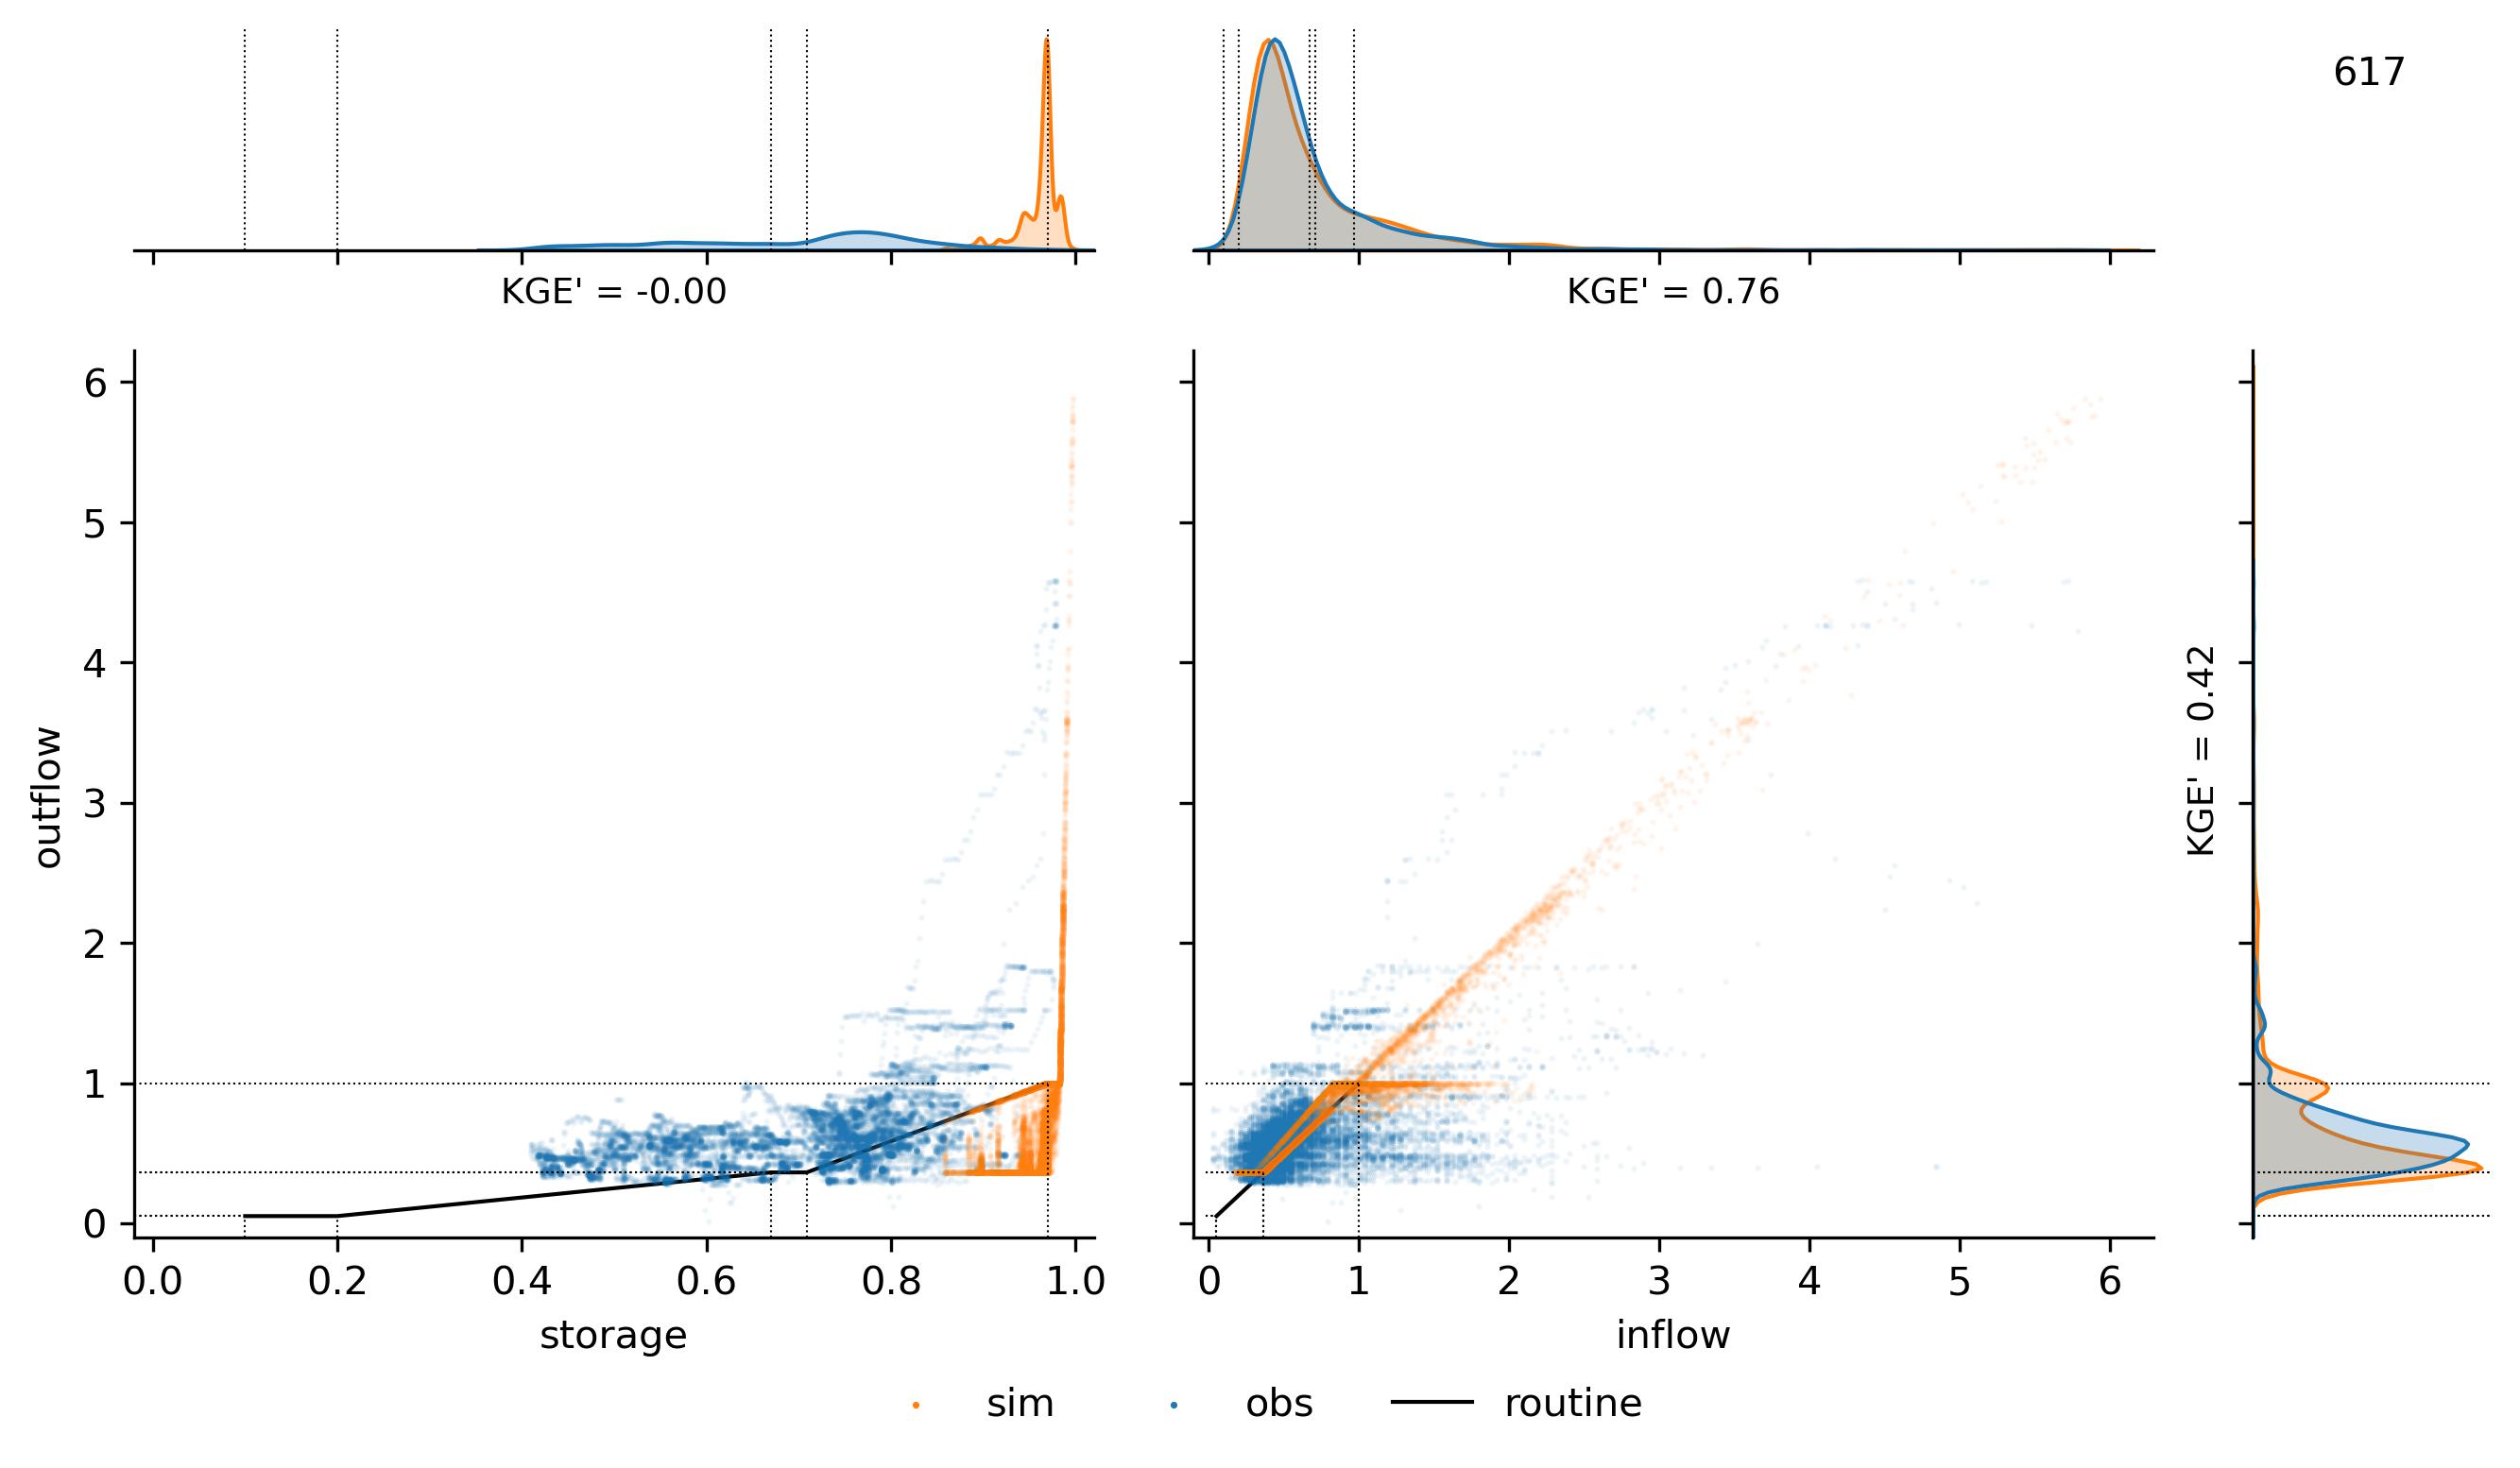 617
KGE' = -0.00
KGE' = 0.76
6
5
4
3
2
1
0
outflow
KGE' = 0.42
0.0 0.2 0.4 0.6 0.8 1.0
0 1 2 3 4 5 6
storage
inflow
sim obs routine